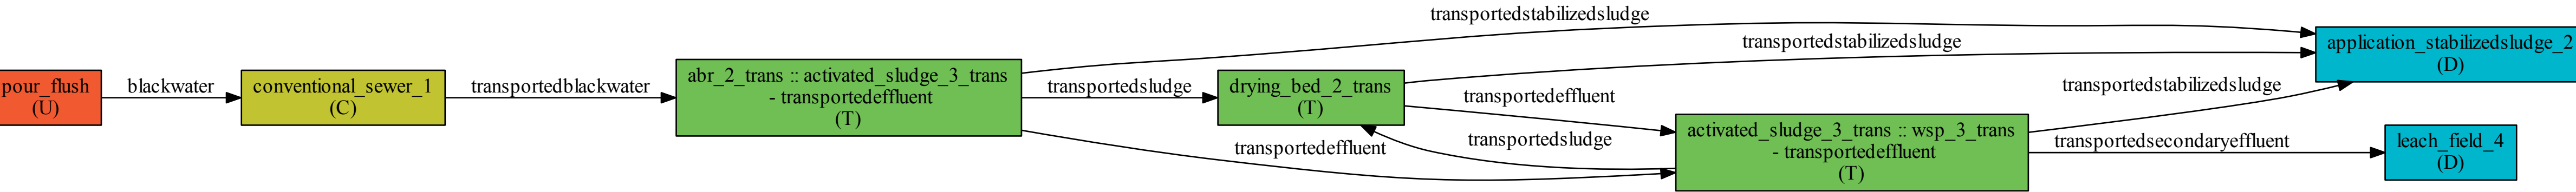 pour_flush
(U)
blackwater
conventional_sewer_1
(C)
transportedblackwater
abr_2_trans :: activated_sludge_3_trans
- transportedeffluent
(T)
transportedstabilizedsludge
transportedsludge
transportedeffluent
drying_bed_2_trans
(T)
transportedstabilizedsludge
transportedeffluent
transportedsludge
activated_sludge_3_trans :: wsp_3_trans
- transportedeffluent
(T)
transportedstabilizedsludge
transportedsecondaryeffluent
application_stabilizedsludge_2
(D)
leach_field_4
(D)